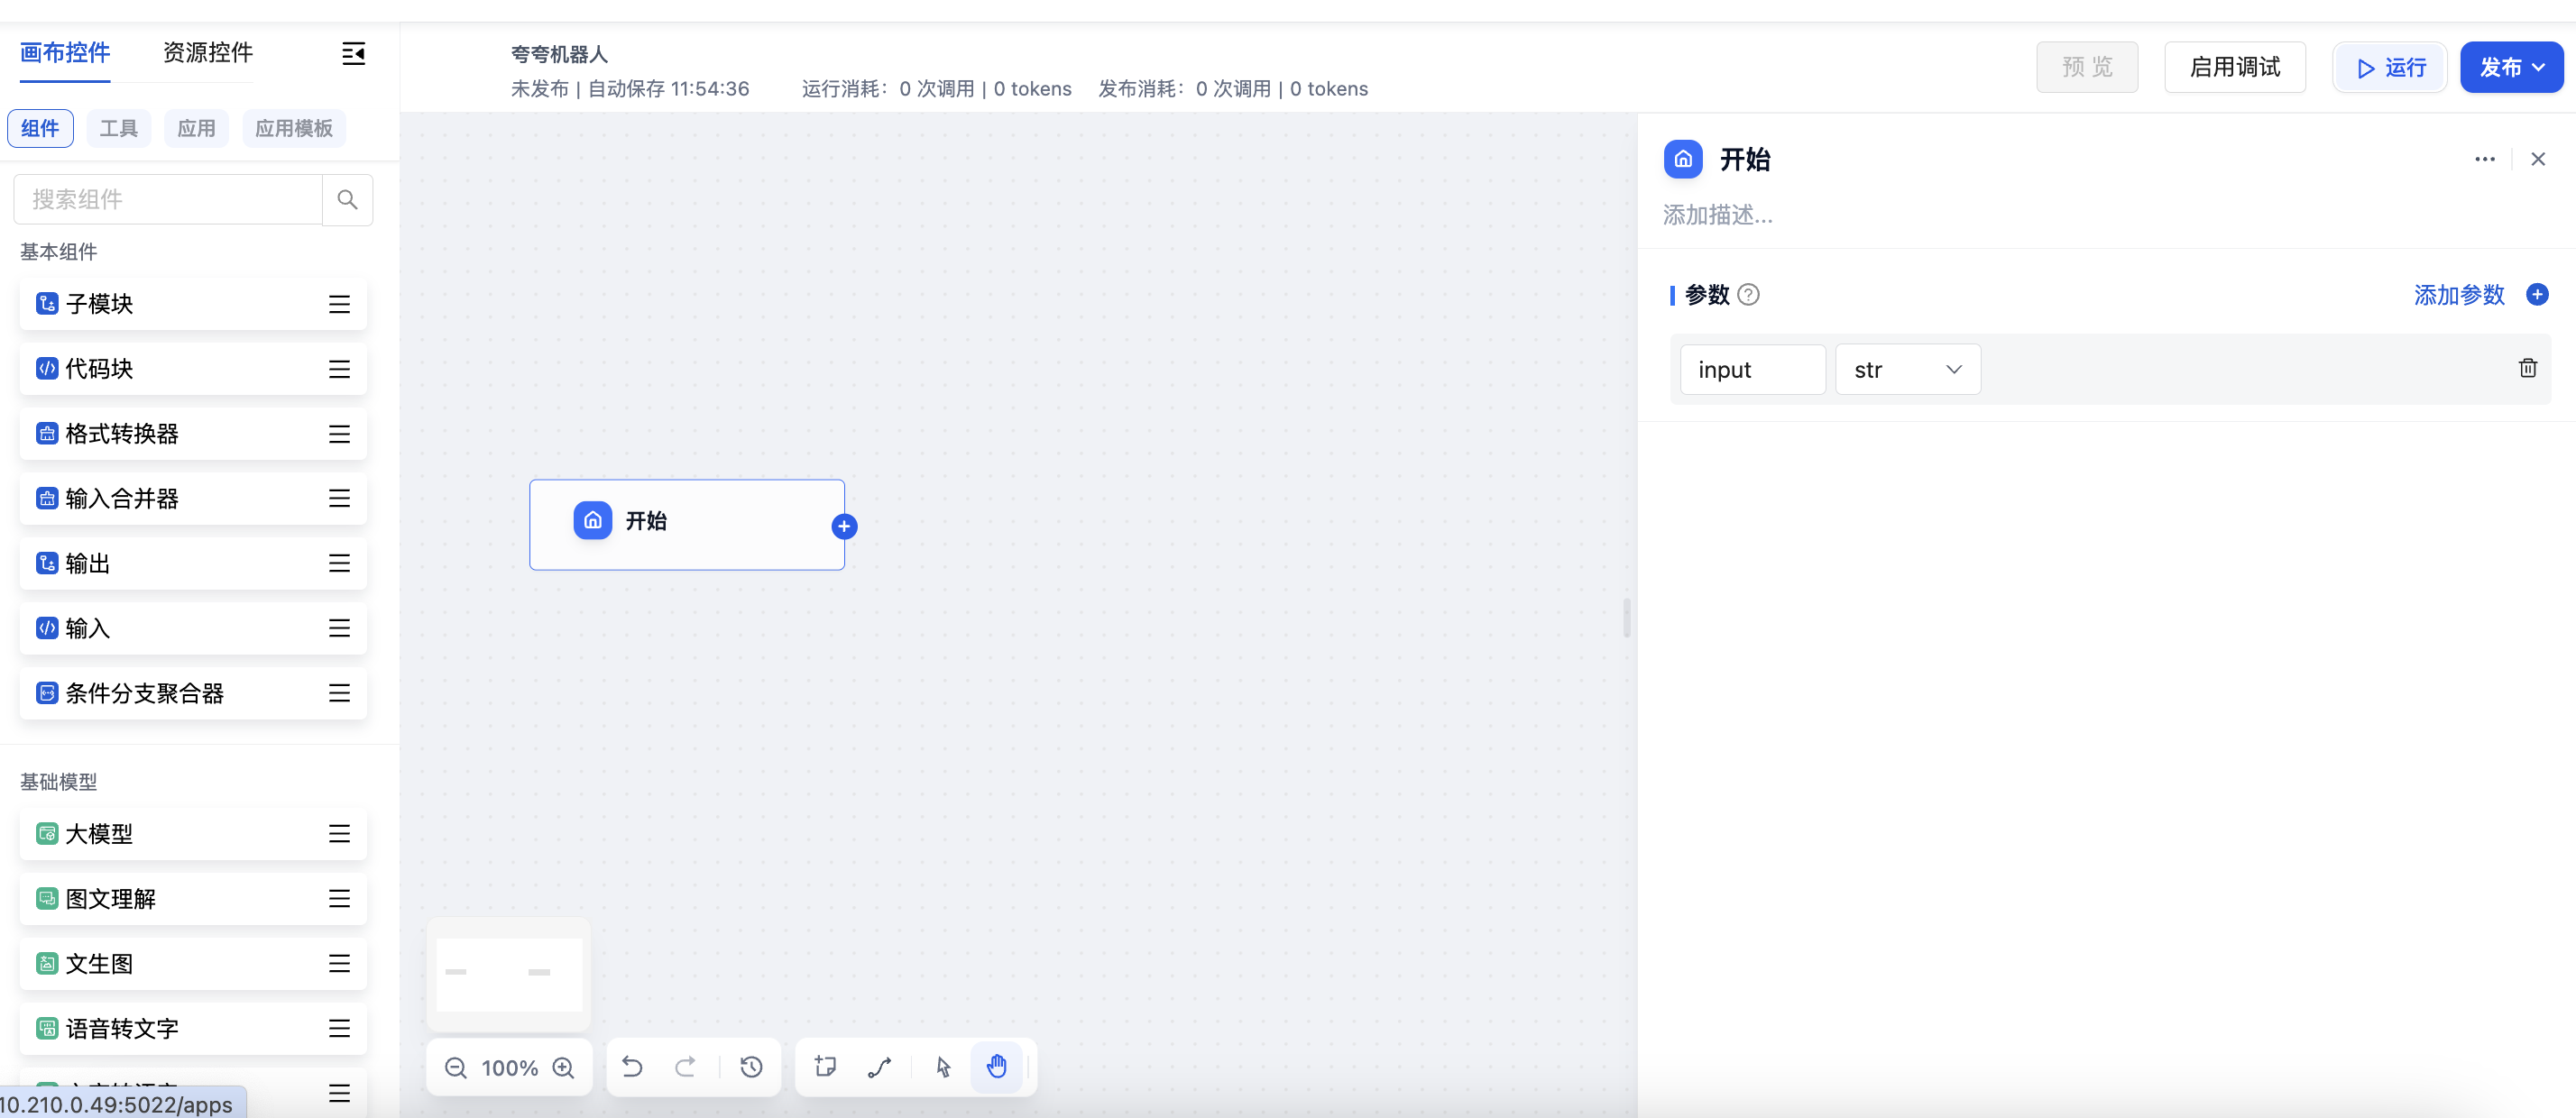 画布控件 资源控件
组件 工具 应用 应用模板
搜索组件
基本组件
子模块
代码块
格式转换器
输入合并器
输出
输入
条件分支聚合器
基础模型
大模型
图文理解
文生图
语音转文字
10.210.0.49:5022/apps
夸夸机器人
未发布 | 自动保存 11:54:36 运行消耗：0 次调用 | 0 tokens 发布消耗：0 次调用 | 0 tokens
预览 启用调试 运行 发布
开始
100%
开始
添加描述...
参数 添加参数
input str